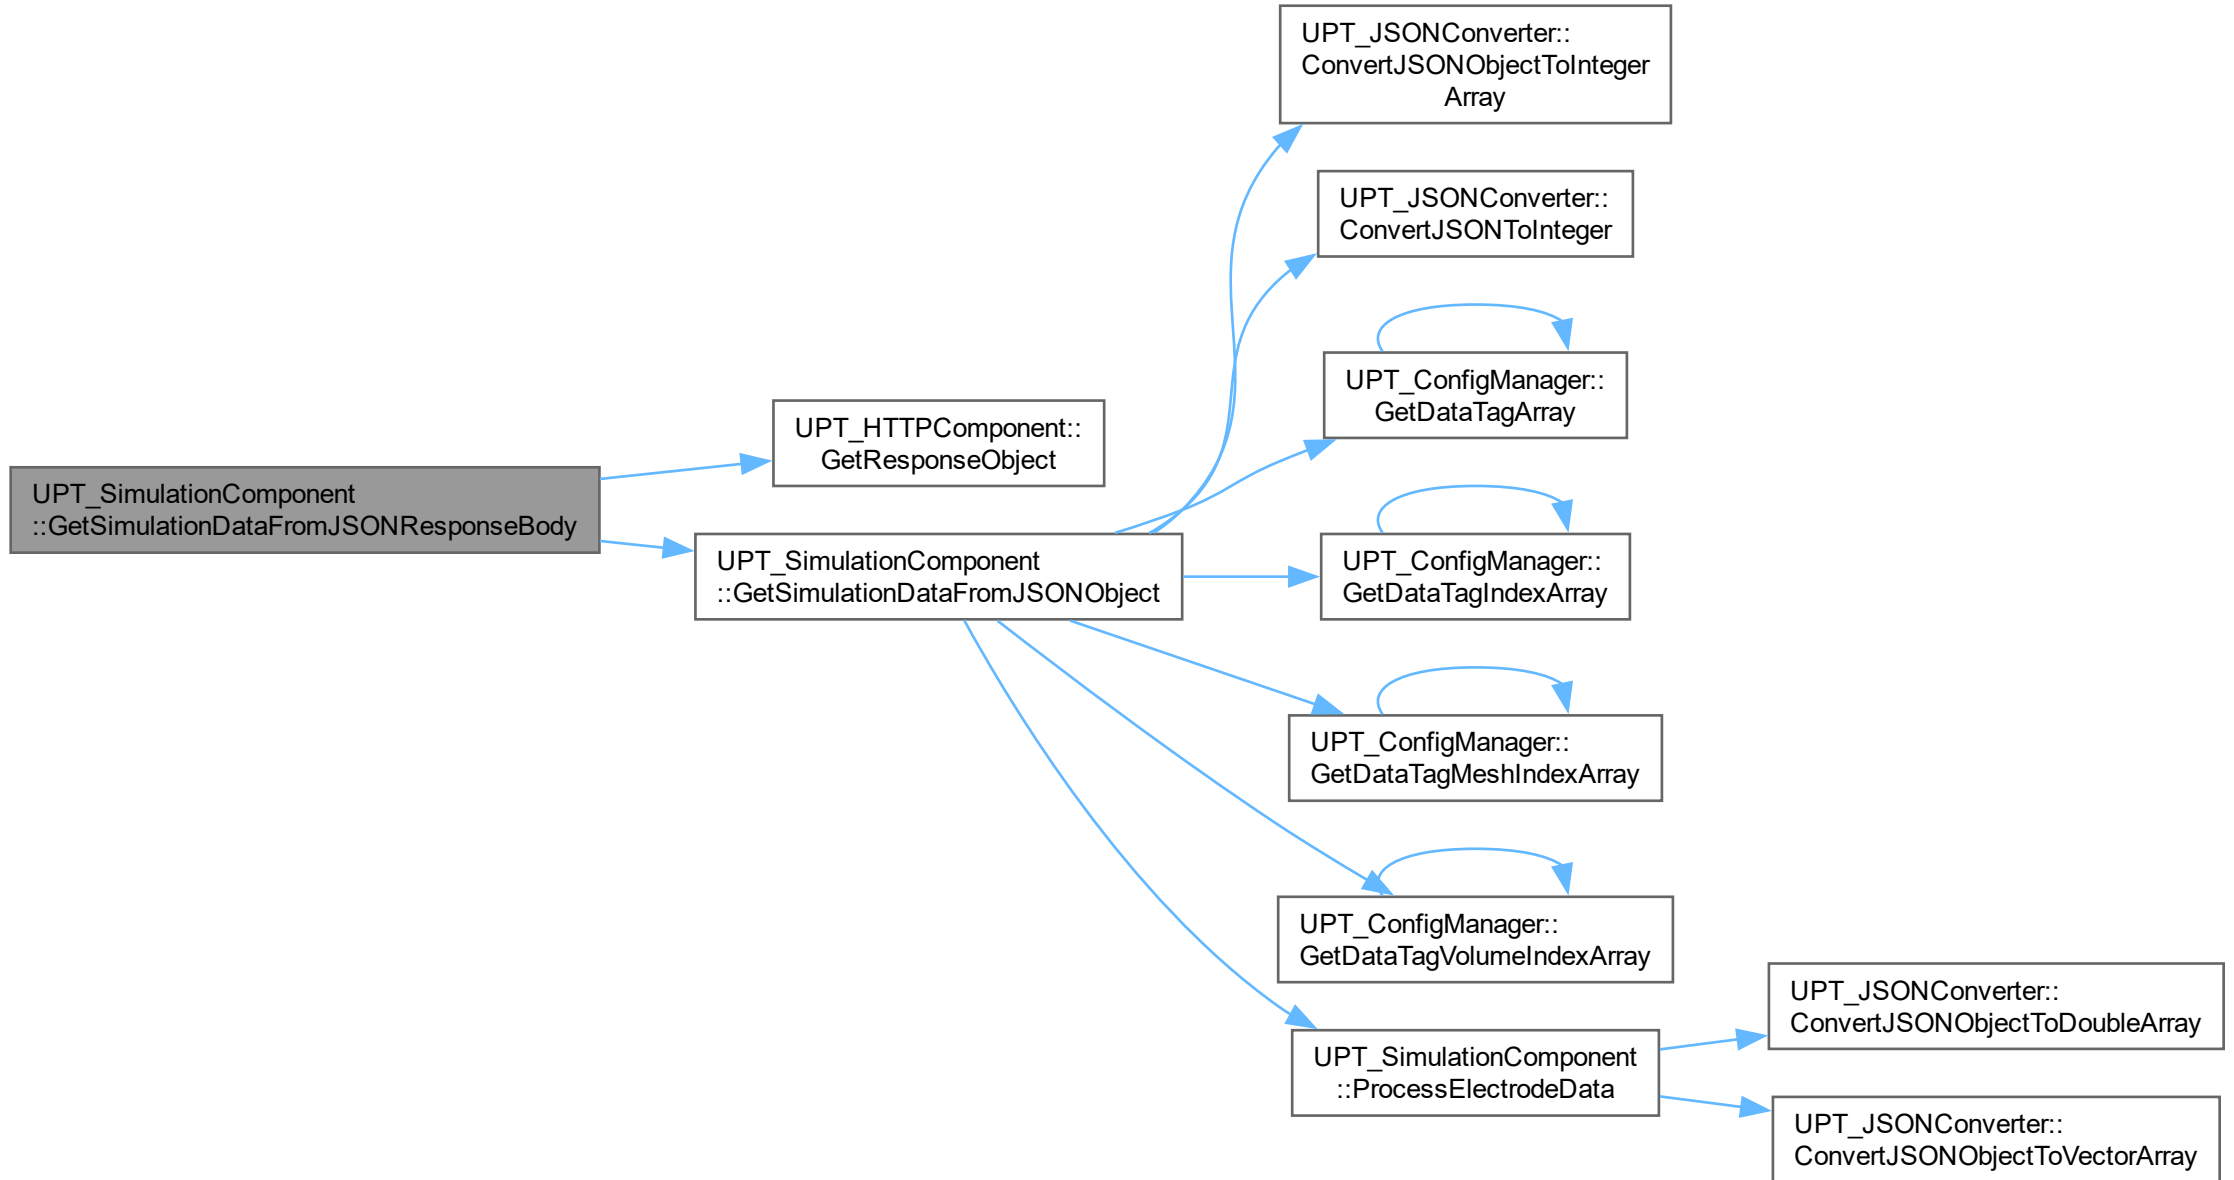 UPT_SimulationComponent
::GetSimulationDataFromJSONResponseBody
UPT_HTTPComponent::
GetResponseObject
UPT_SimulationComponent
::GetSimulationDataFromJSONObject
UPT_JSONConverter::
ConvertJSONObjectToInteger
Array
UPT_JSONConverter::
ConvertJSONToInteger
UPT_ConfigManager::
GetDataTagArray
UPT_ConfigManager::
GetDataTagIndexArray
UPT_ConfigManager::
GetDataTagMeshIndexArray
UPT_ConfigManager::
GetDataTagVolumeIndexArray
UPT_SimulationComponent
::ProcessElectrodeData
UPT_JSONConverter::
ConvertJSONObjectToDoubleArray
UPT_JSONConverter::
ConvertJSONObjectToVectorArray